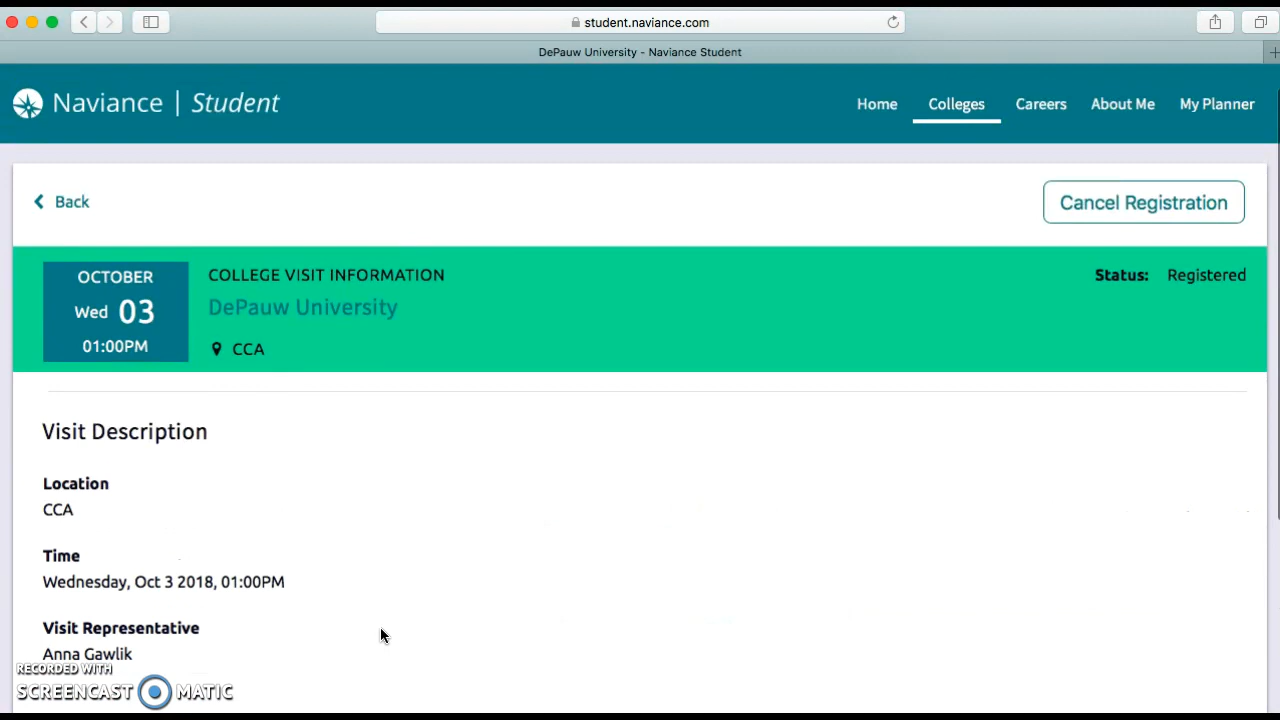 student.naviance.com
DePauw University - Naviance Student
Naviance | Student
Home Colleges Careers About Me My Planner
Back
Cancel Registration
OCTOBER
Wed 03
01:00PM
COLLEGE VISIT INFORMATION
DePauw University
CCA
Status: Registered
Visit Description
Location
CCA
Time
Wednesday, Oct 3 2018, 01:00PM
Visit Representative
Anna Gawlik
RECORDED WITH
SCREENCAST MATIC